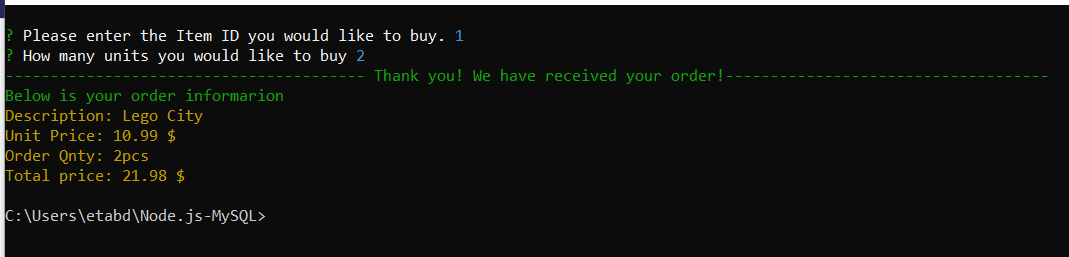 ? Please enter the Item ID you would like to buy. 1
? How many units you would like to buy 2
---------------------------------------- Thank you! We have received your order!------------------------------------
Below is your order informarion
Description: Lego City
Unit Price: 10.99 $
Order Qnty: 2pcs
Total price: 21.98 $
C:\Users\etabd\Node.js-MySQL>